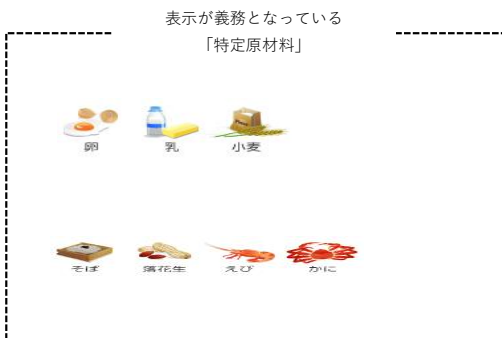 表示が義務となっている
「特定原材料」
卵 乳 小麦
そば 落花生 えび かに